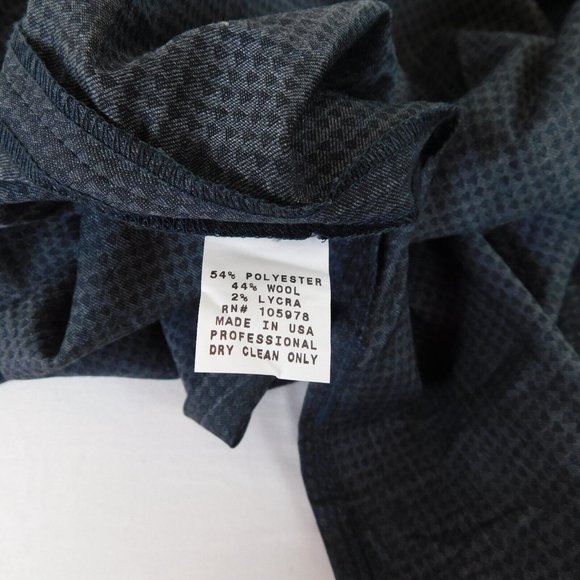 54% POLYESTER
44% WOOL
2% LYCRA
RN# 105978
MADE IN USA
PROFESSIONAL
DRY CLEAN ONLY